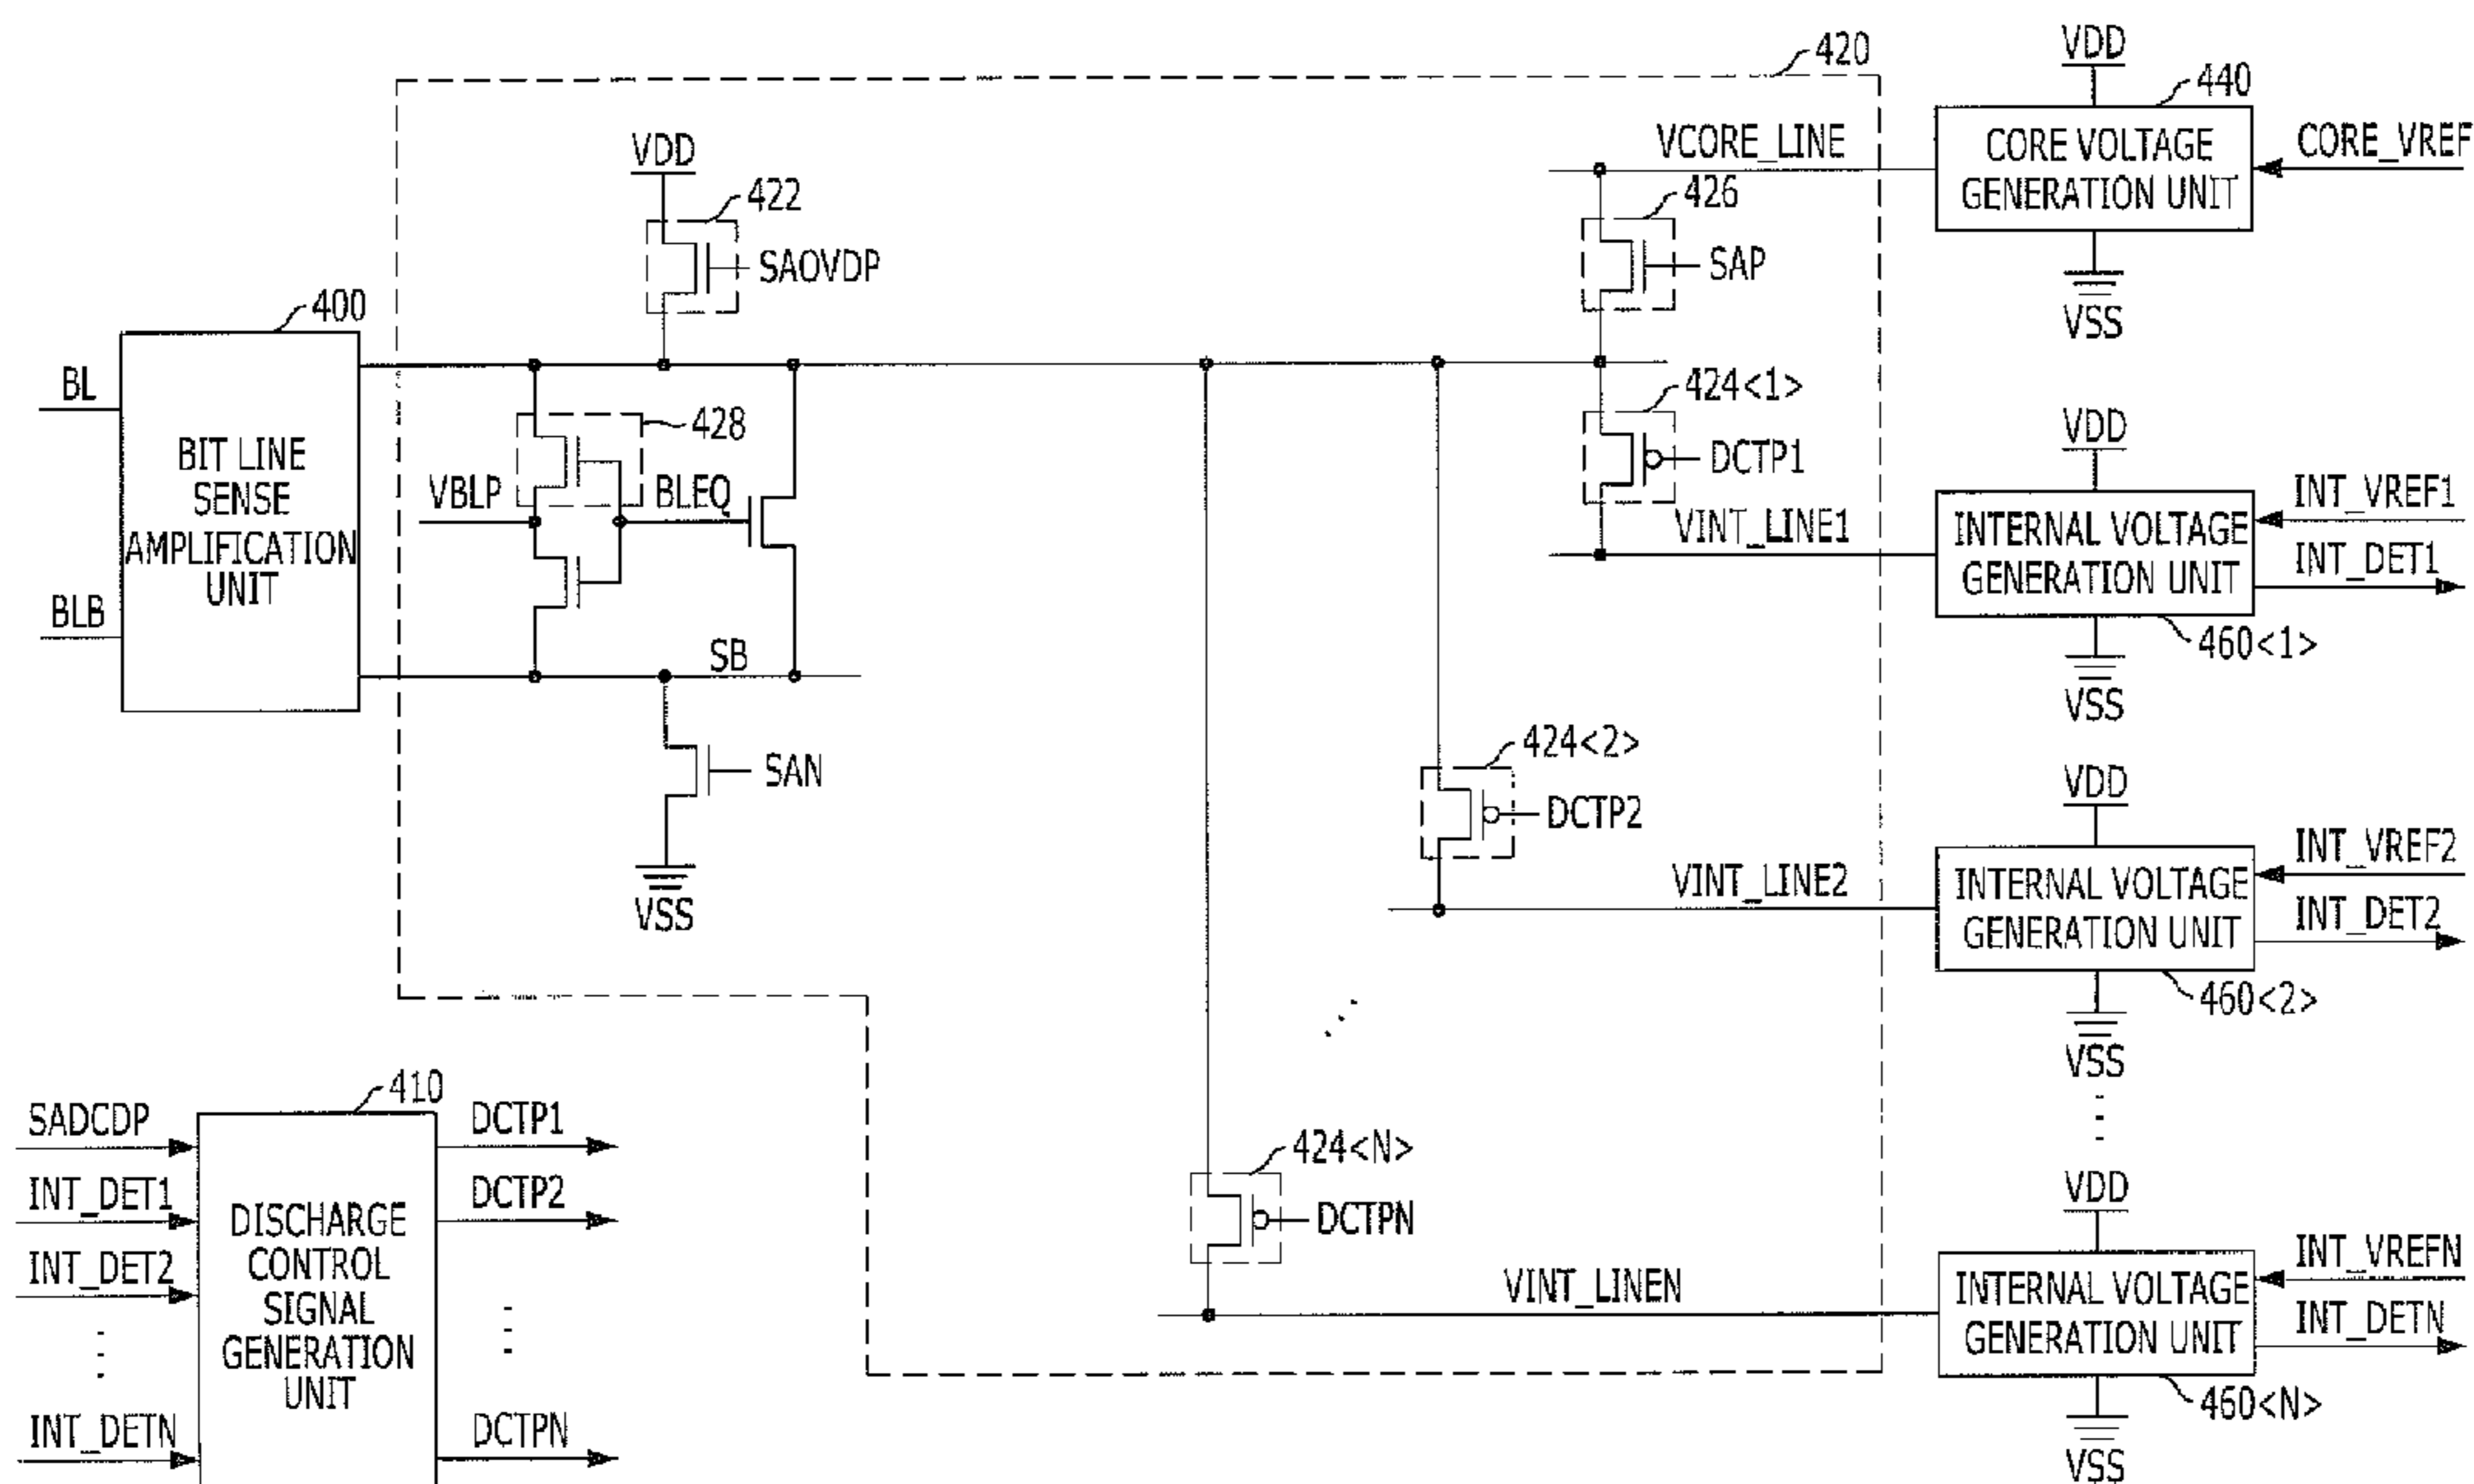 420
VDD
440
CORE VOLTAGE
GENERATION UNIT
CORE_VREF
VSS
VCORE_LINE
426
SAP
VDD
422
SAOVDP
400
BL
BLB
BIT LINE
SENSE
AMPLIFICATION
UNIT
428
VBLP
BLEQ
SB
SAN
VSS
424<1>
DCTP1
VINT_LINE1
VDD
INTERNAL VOLTAGE
GENERATION UNIT
INT_VREF1
INT_DET1
460<1>
VSS
424<2>
DCTP2
VINT_LINE2
VDD
INTERNAL VOLTAGE
GENERATION UNIT
INT_VREF2
INT_DET2
460<2>
VSS
424<N>
DCTPN
VINT_LINEN
VDD
INTERNAL VOLTAGE
GENERATION UNIT
INT_VREFN
INT_DETN
460<N>
VSS
410
SADCDP
INT_DET1
INT_DET2
INT_DETN
DISCHARGE
CONTROL
SIGNAL
GENERATION
UNIT
DCTP1
DCTP2
DCTPN